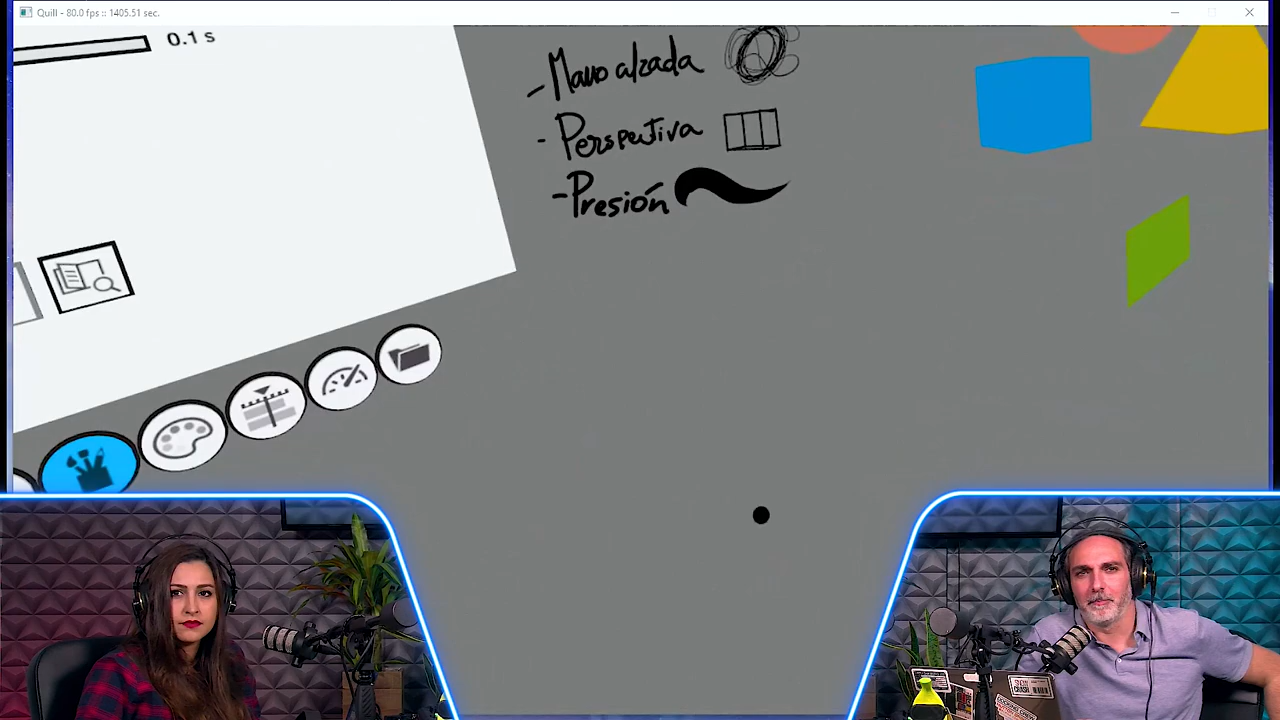 Quill - 80.0 fps :: 1405.51 sec.
0.1 s
- Mano alzada
- Perspectiva
- Presión